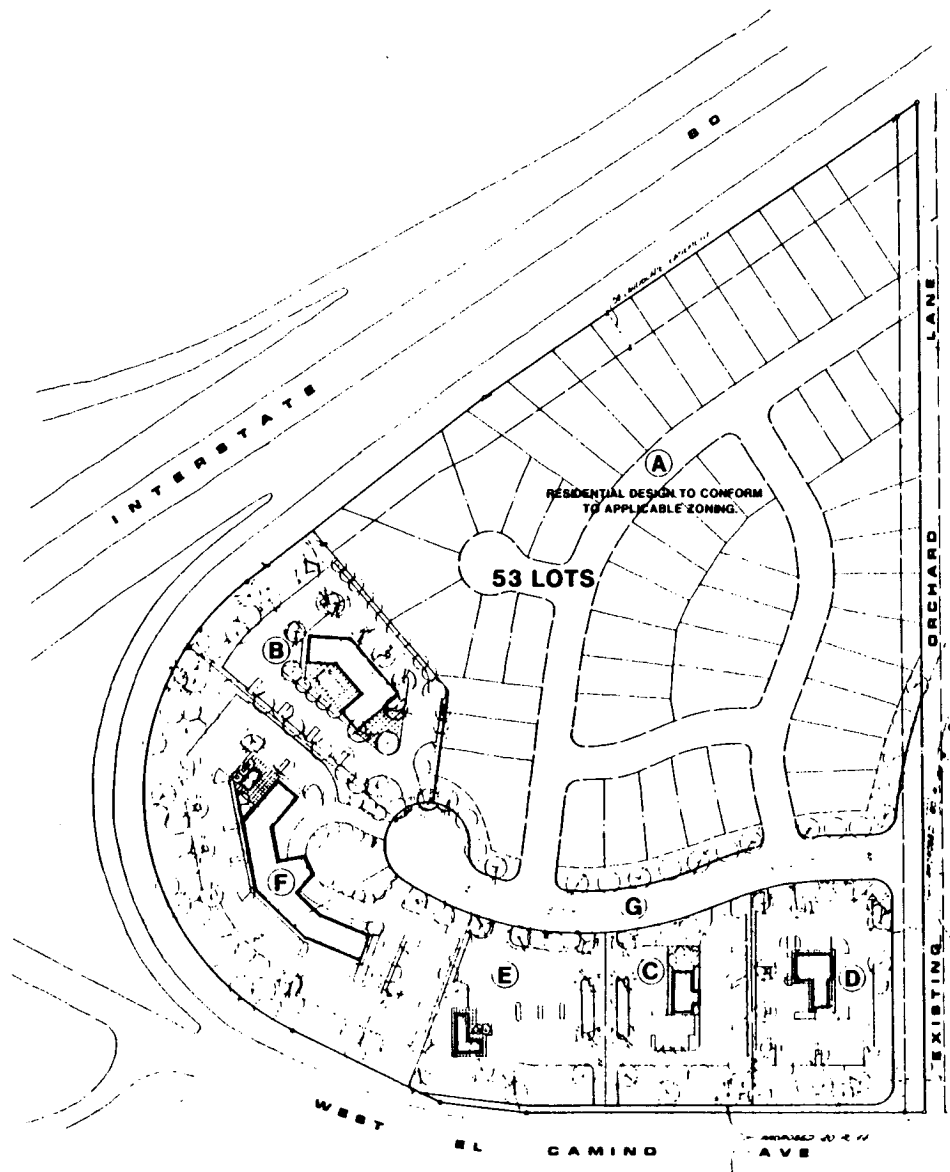 80
INTERSTATE
LANE
A
RESIDENTIAL DESIGN TO CONFORM
TO APPLICABLE ZONING.
53 LOTS
ORCHARD
B
F
G
E
C
D
EXISTING
WEST EL CAMINO AVE